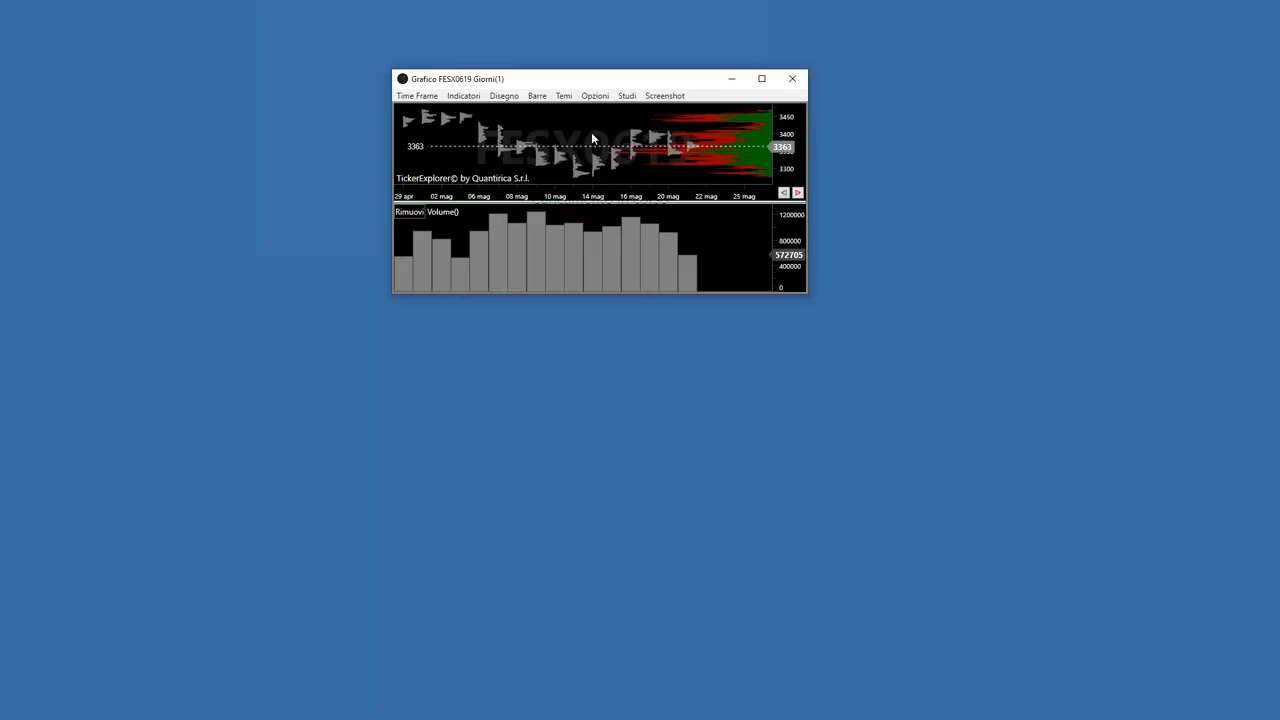 Grafico FESX0619 Giorni(1)
Time Frame Indicatori Disegno Barre Temi Opzioni Studi Screenshot
FESX0619
3450
3400
3363 3363
3300
TickerExplorer© by Quantirica S.r.l.
29 apr 02 mag 06 mag 08 mag 10 mag 14 mag 16 mag 20 mag 22 mag 25 mag
Rimuovi Volume()
1200000
800000
572705
400000
0